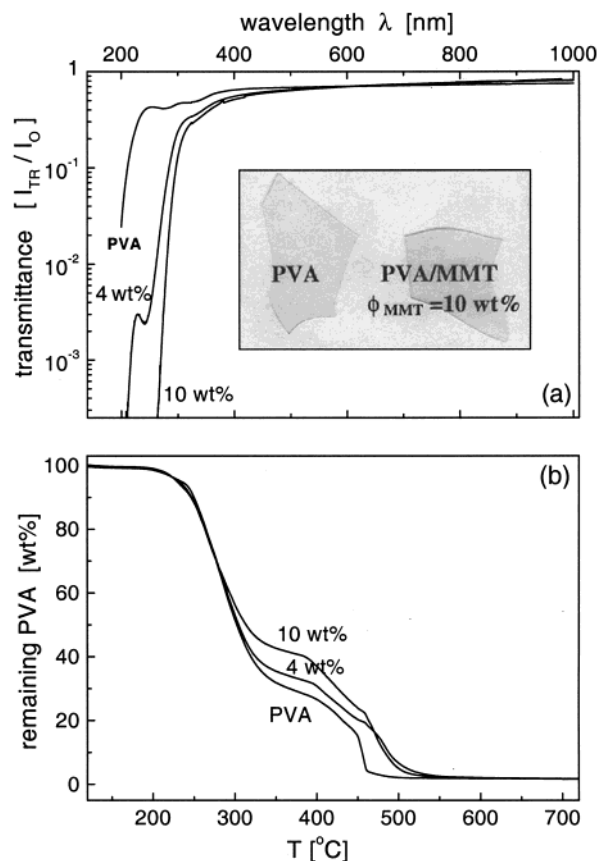 wavelength λ [nm]
200 400 600 800 1000
transmittance [ I_TR / I_O ]
1
10^-1
10^-2
10^-3
PVA
4 wt%
10 wt%
PVA
PVA/MMT
ϕ_MMT =10 wt%
(a)
remaining PVA [wt%]
100
80
60
40
20
0
(b)
10 wt%
4 wt%
PVA
200 300 400 500 600 700
T [°C]